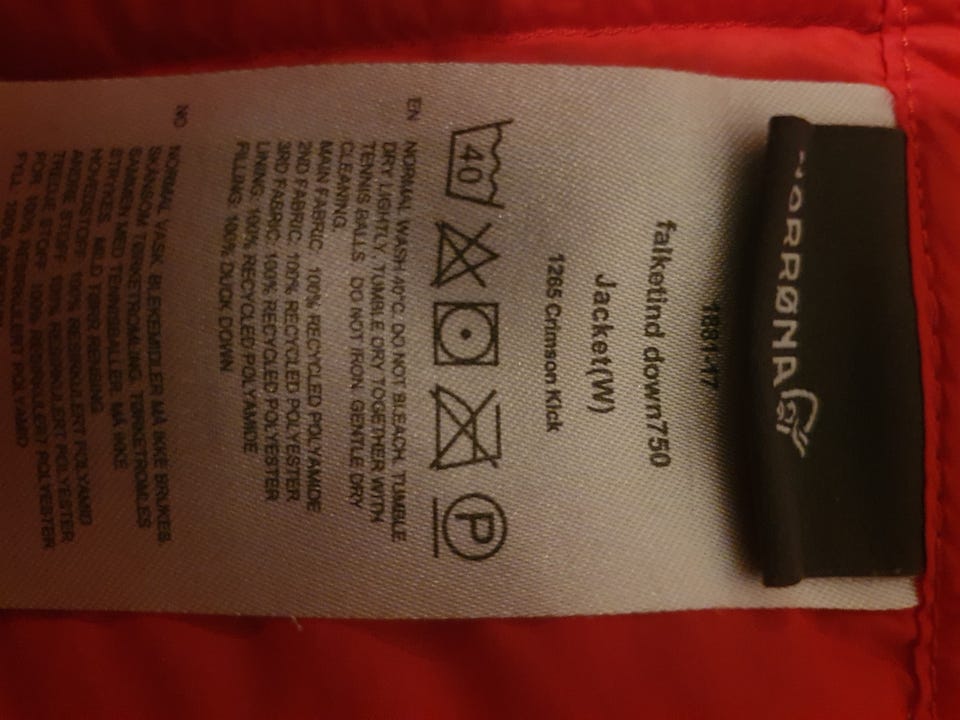 NORRØNA
1881-17
falketind down750
Jacket(W)
1265 Crimson Kick
40
P
EN NORMAL WASH 40°C. DO NOT BLEACH. TUMBLE
DRY LIGHTLY, TUMBLE DRY TOGETHER WITH
TENNIS BALLS. DO NOT IRON. GENTLE DRY
CLEANING.
MAIN FABRIC: 100% RECYCLED POLYAMIDE
2ND FABRIC: 100% RECYCLED POLYESTER
3RD FABRIC: 100% RECYCLED POLYESTER
LINING: 100% RECYCLED POLYAMIDE
FILLING: 100% DUCK DOWN
NO NORMAL VASK. BLEKEMIDLER MÅ IKKE BRUKES.
SKÅNSOM TØRKETROMLING. TØRKETROMLES
SAMMEN MED TENNISBALLER. MÅ IKKE
STRYKES. MILD TØRR RENSING.
HOVEDSTOFF: 100% RESIRKULERT POLYAMID
ANDRE STOFF: 100% RESIRKULERT POLYESTER
TREDJE STOFF: 100% RESIRKULERT POLYESTER
FOR: 100% RESIRKULERT POLYAMID
FYLL: 100%